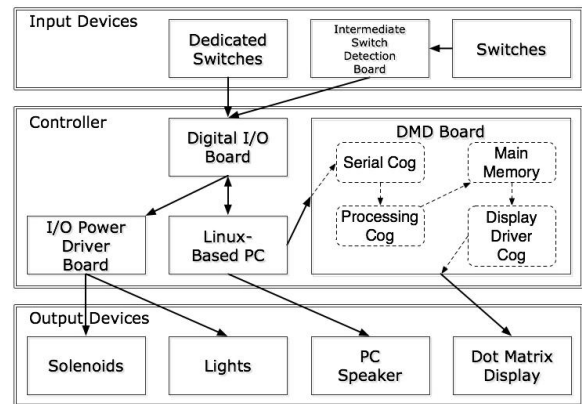 Input Devices
Dedicated
Switches
Intermediate
Switch
Detection
Board
Switches
Controller
Digital I/O
Board
DMD Board
Serial Cog
Main
Memory
Processing
Cog
Display
Driver
Cog
I/O Power
Driver
Board
Linux-
Based PC
Output Devices
Solenoids
Lights
PC
Speaker
Dot Matrix
Display